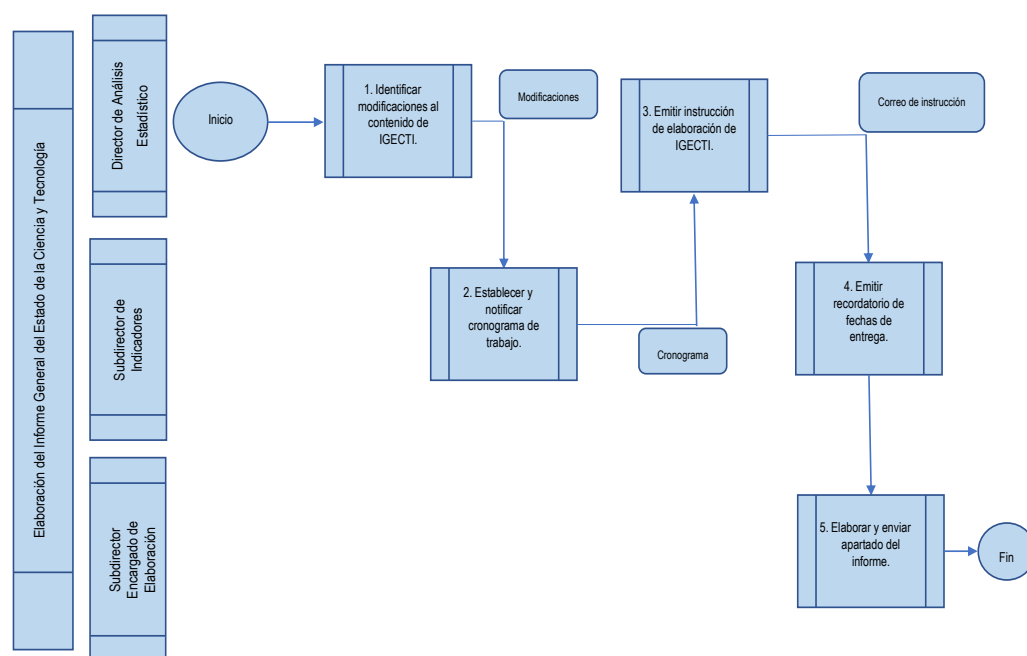 Elaboración del Informe General del Estado de la Ciencia y Tecnología
Director de Análisis
Estadístico
Inicio
1. Identificar
modificaciones al
contenido de
IGECTI.
Modificaciones
3. Emitir instrucción
de elaboración de
IGECTI.
Correo de instrucción
Subdirector de
Indicadores
2. Establecer y
notificar
cronograma de
trabajo.
Cronograma
4. Emitir
recordatorio de
fechas de
entrega.
Subdirector
Encargado de
Elaboración
5. Elaborar y enviar
apartado del
informe.
Fin